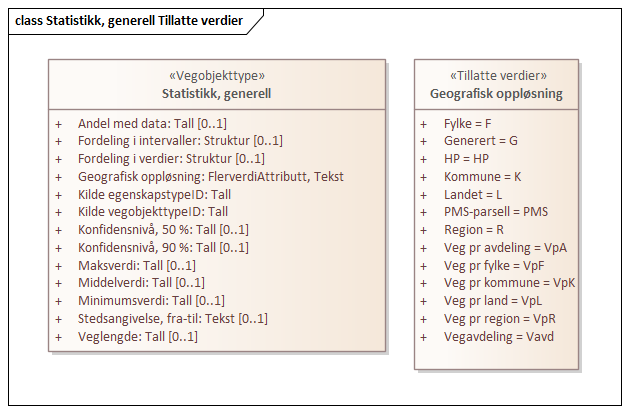 class Statistikk, generell Tillatte verdier
«Vegobjekttype»
Statistikk, generell
+ Andel med data: Tall [0..1]
+ Fordeling i intervaller: Struktur [0..1]
+ Fordeling i verdier: Struktur [0..1]
+ Geografisk oppløsning: FlerverdiAttributt, Tekst
+ Kilde egenskapstypeID: Tall
+ Kilde vegobjekttypeID: Tall
+ Konfidensnivå, 50 %: Tall [0..1]
+ Konfidensnivå, 90 %: Tall [0..1]
+ Maksverdi: Tall [0..1]
+ Middelverdi: Tall [0..1]
+ Minimumsverdi: Tall [0..1]
+ Stedsangivelse, fra-til: Tekst [0..1]
+ Veglengde: Tall [0..1]
«Tillatte verdier»
Geografisk oppløsning
+ Fylke = F
+ Generert = G
+ HP = HP
+ Kommune = K
+ Landet = L
+ PMS-parsell = PMS
+ Region = R
+ Veg pr avdeling = VpA
+ Veg pr fylke = VpF
+ Veg pr kommune = VpK
+ Veg pr land = VpL
+ Veg pr region = VpR
+ Vegavdeling = Vavd